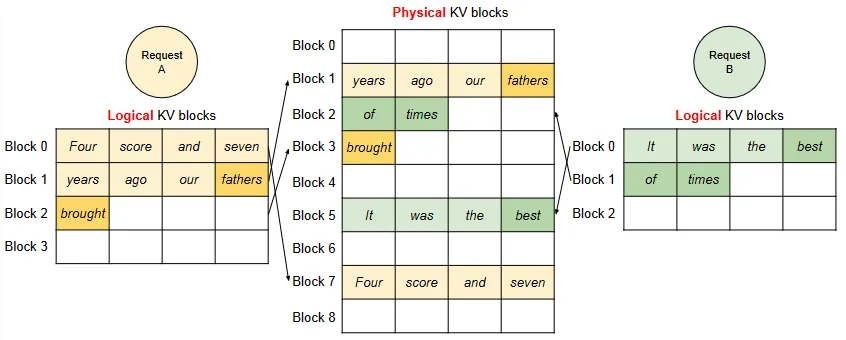 Physical KV blocks
Request
A
Request
B
Logical KV blocks
Block 0 Four score and seven
Block 1 years ago our fathers
Block 2 brought
Block 3
Block 0
Block 1 years ago our fathers
Block 2 of times
Block 3 brought
Block 4
Block 5 It was the best
Block 6
Block 7 Four score and seven
Block 8
Logical KV blocks
Block 0 It was the best
Block 1 of times
Block 2